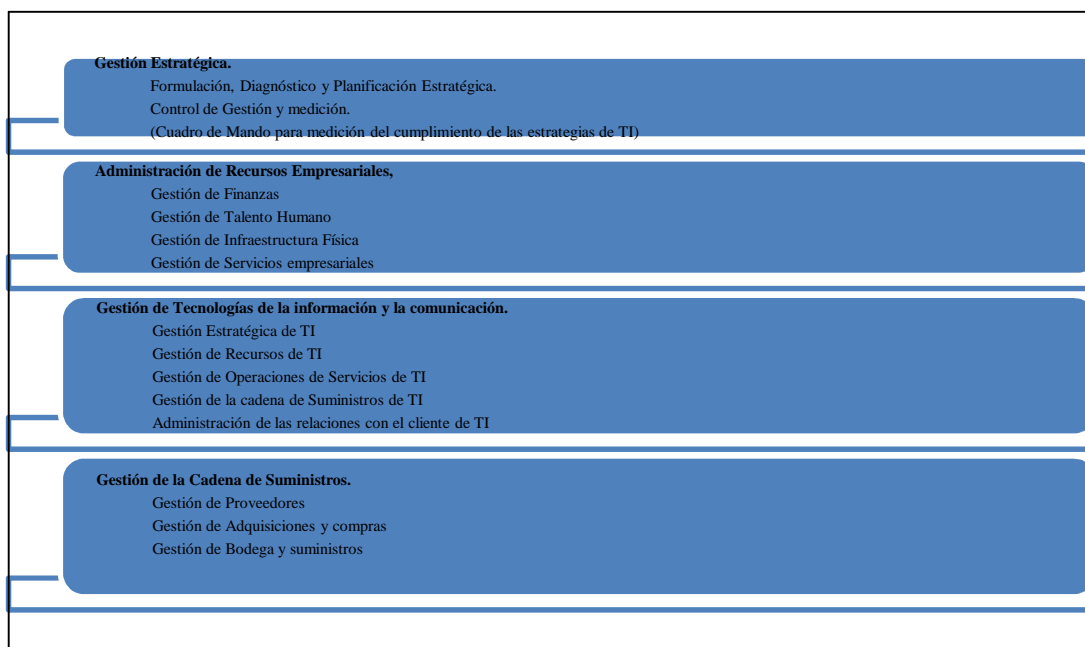 Gestión Estratégica.
Formulación, Diagnóstico y Planificación Estratégica.
Control de Gestión y medición.
(Cuadro de Mando para medición del cumplimiento de las estrategias de TI)
Administración de Recursos Empresariales,
Gestión de Finanzas
Gestión de Talento Humano
Gestión de Infraestructura Física
Gestión de Servicios empresariales
Gestión de Tecnologías de la información y la comunicación.
Gestión Estratégica de TI
Gestión de Recursos de TI
Gestión de Operaciones de Servicios de TI
Gestión de la cadena de Suministros de TI
Administración de las relaciones con el cliente de TI
Gestión de la Cadena de Suministros.
Gestión de Proveedores
Gestión de Adquisiciones y compras
Gestión de Bodega y suministros